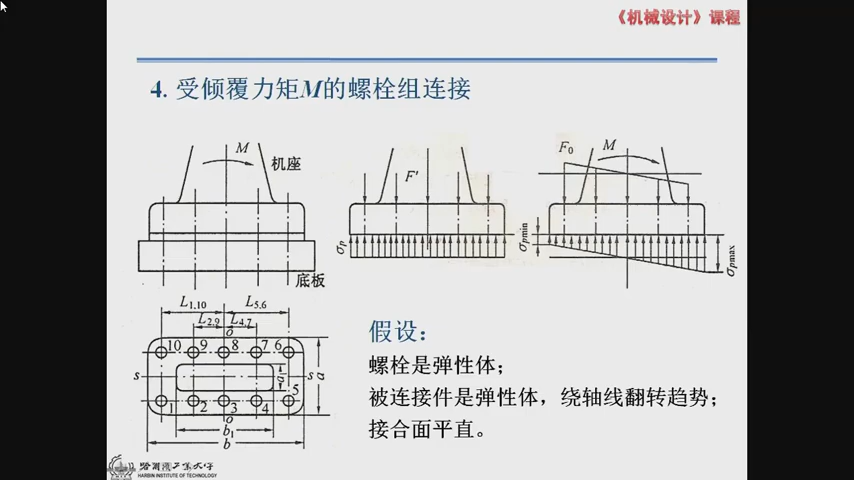 《机械设计》课程
4. 受倾覆力矩M的螺栓组连接
M
机座
底板
F'
σp
F₀
M
σpmin
σpmax
L₁,₁₀
L₅,₆
L₂,₉
L₄,₇
o
10 9 8 7 6
s
s
a₁
a
5
1 2 3 4
o
b₁
b
假设：
螺栓是弹性体；
被连接件是弹性体，绕轴线翻转趋势；
接合面平直。
哈尔滨工业大学
HARBIN INSTITUTE OF TECHNOLOGY